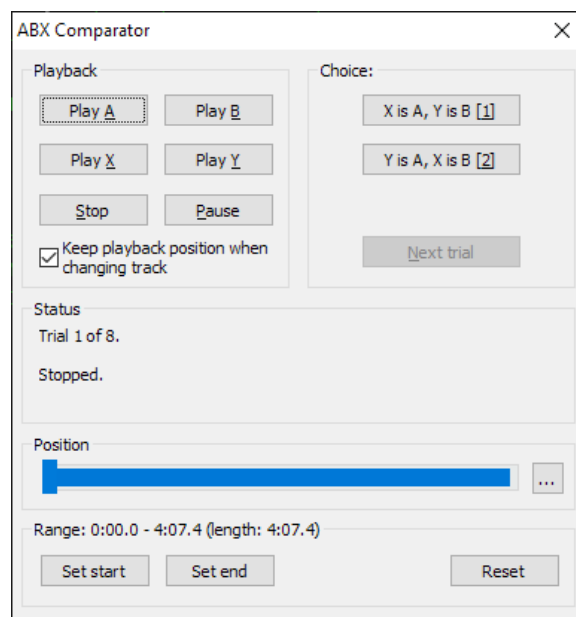 ABX Comparator
Playback
Play A
Play B
Play X
Play Y
Stop
Pause
Keep playback position when
changing track
Choice:
X is A, Y is B [1]
Y is A, X is B [2]
Next trial
Status
Trial 1 of 8.
Stopped.
Position
...
Range: 0:00.0 - 4:07.4 (length: 4:07.4)
Set start
Set end
Reset